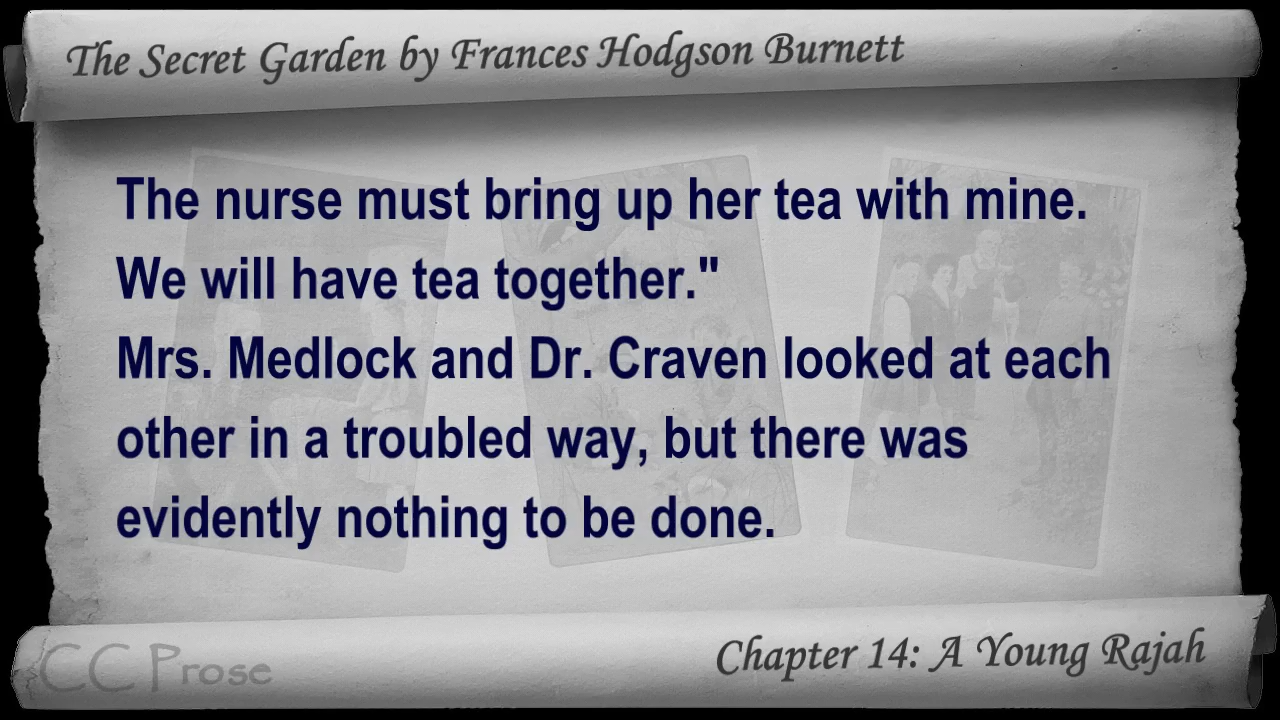 The Secret Garden by Frances Hodgson Burnett
The nurse must bring up her tea with mine.
We will have tea together."
Mrs. Medlock and Dr. Craven looked at each
other in a troubled way, but there was
evidently nothing to be done.
CC Prose
Chapter 14: A Young Rajah